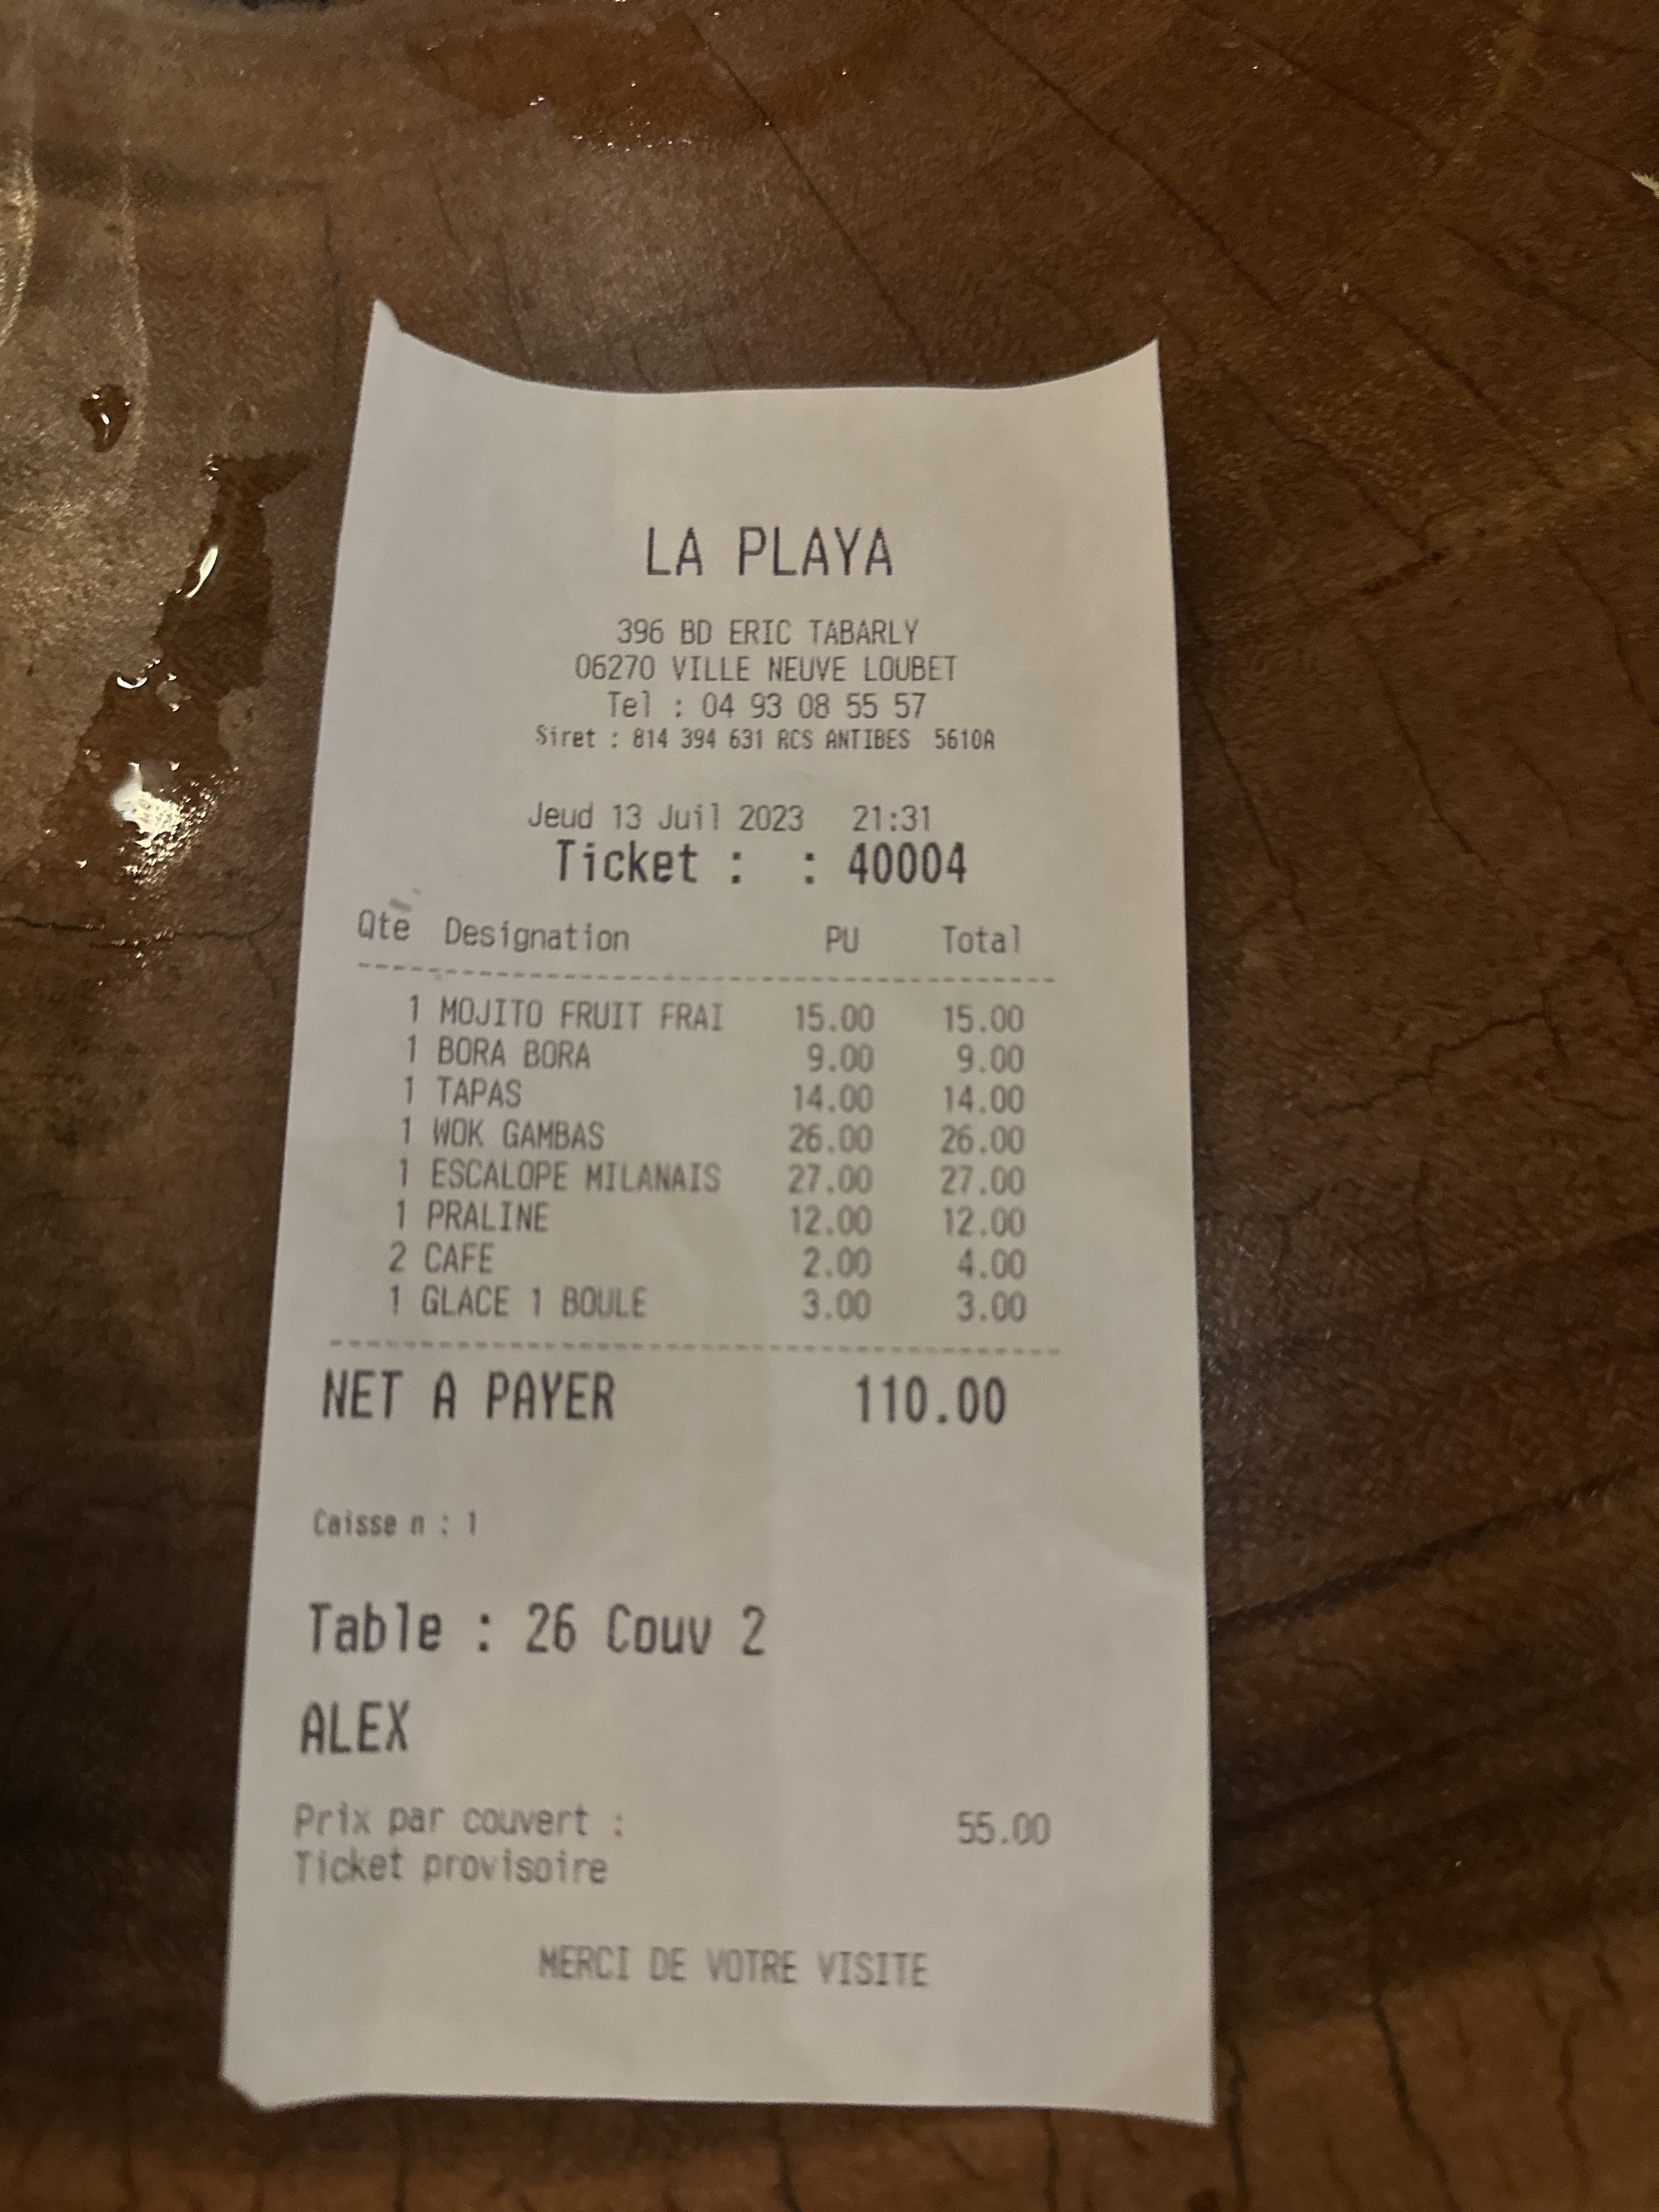 LA PLAYA
396 BD ERIC TABARLY
06270 VILLE NEUVE LOUBET
Tel : 04 93 08 55 57
Siret : 814 394 631 RCS ANTIBES 5610A
Jeud 13 Juil 2023 21:31
Ticket : : 40004
Qte Designation PU Total
1 MOJITO FRUIT FRAI 15.00 15.00
1 BORA BORA 9.00 9.00
1 TAPAS 14.00 14.00
1 WOK GAMBAS 26.00 26.00
1 ESCALOPE MILANAIS 27.00 27.00
1 PRALINE 12.00 12.00
2 CAFE 2.00 4.00
1 GLACE 1 BOULE 3.00 3.00
NET A PAYER 110.00
Caisse n : 1
Table : 26 Couv 2
ALEX
Prix par couvert : 55.00
Ticket provisoire
MERCI DE VOTRE VISITE